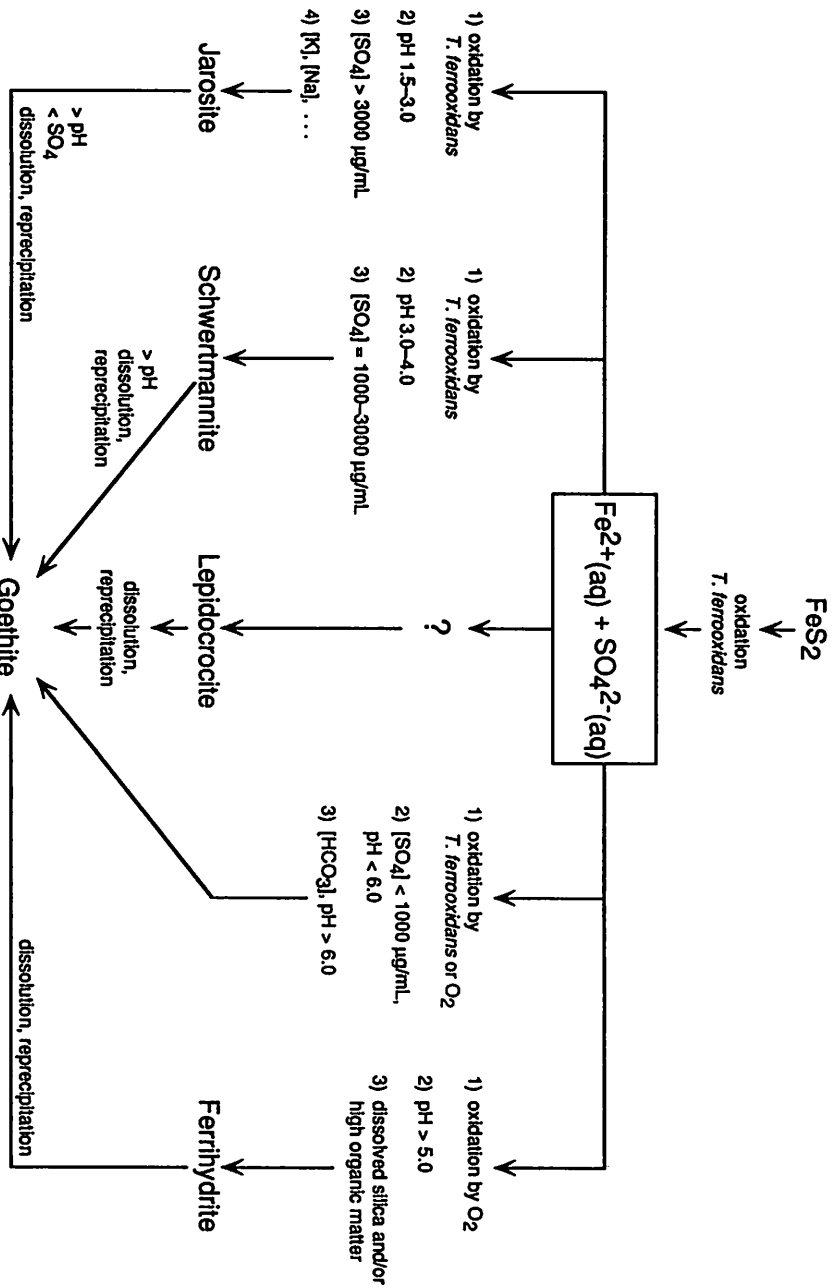 FeS2
oxidation
T. ferrooxidans
Fe2+(aq) + SO42-(aq)
1) oxidation by
T. ferrooxidans
2) pH 1.5–3.0
3) [SO4] > 3000 µg/mL
4) [K], [Na], . . .
Jarosite
> pH
< SO4
dissolution, reprecipitation
1) oxidation by
T. ferrooxidans
2) pH 3.0–4.0
3) [SO4] = 1000–3000 µg/mL
Schwertmannite
> pH
dissolution,
reprecipitation
?
Lepidocrocite
dissolution,
reprecipitation
1) oxidation by
T. ferrooxidans or O2
2) [SO4] < 1000 µg/mL,
pH < 6.0
3) [HCO3], pH > 6.0
1) oxidation by O2
2) pH > 5.0
3) dissolved silica and/or
high organic matter
Ferrihydrite
dissolution, reprecipitation
Goethite